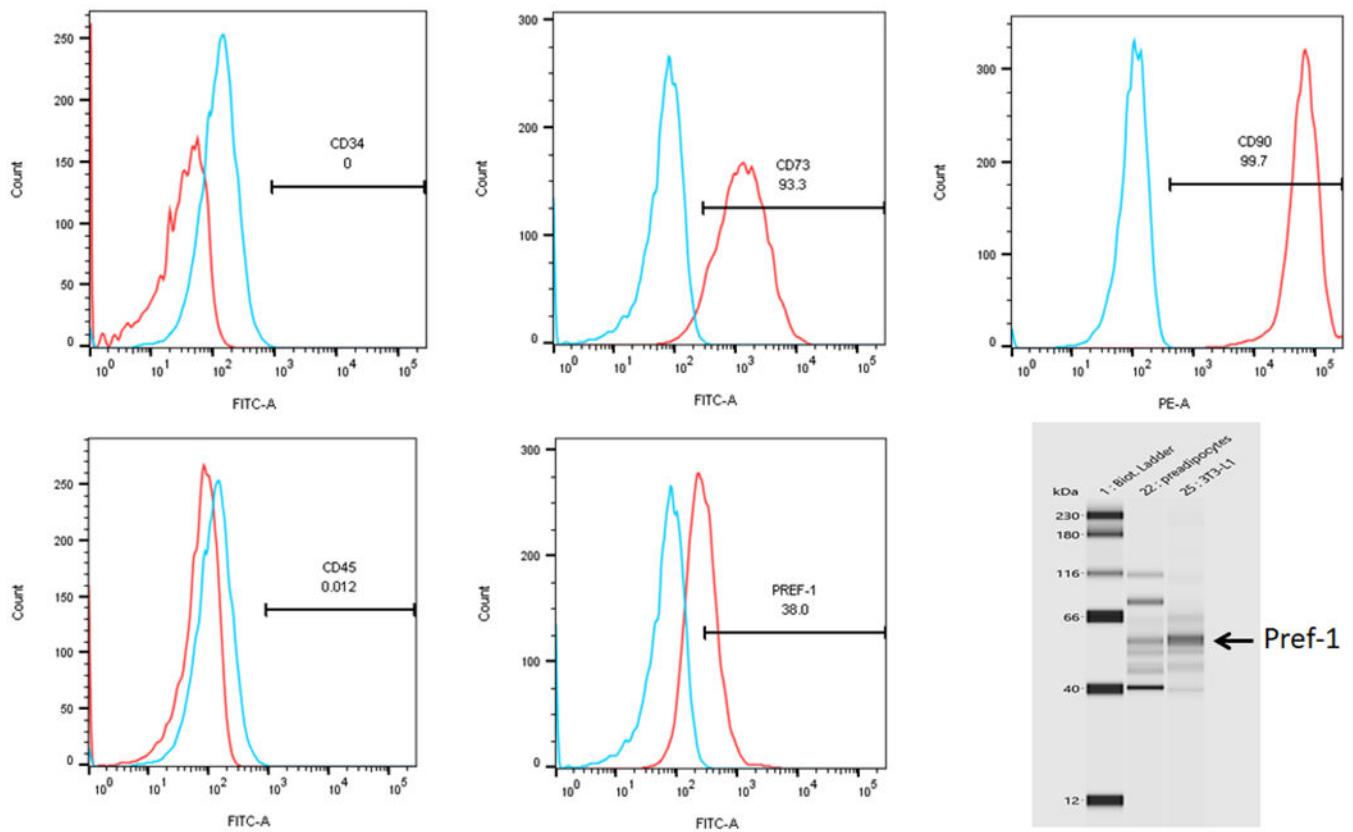 250
200
150
100
50
0
Count
CD34
0
10^0 10^1 10^2 10^3 10^4 10^5
FITC-A
300
200
100
0
Count
CD73
93.3
10^0 10^1 10^2 10^3 10^4 10^5
FITC-A
300
200
100
0
Count
CD90
99.7
10^0 10^1 10^2 10^3 10^4 10^5
PE-A
250
200
150
100
50
0
Count
CD45
0.012
10^0 10^1 10^2 10^3 10^4 10^5
FITC-A
300
200
100
0
Count
PREF-1
38.0
10^0 10^1 10^2 10^3 10^4 10^5
FITC-A
1 : Biot. Ladder
22 : preadipocytes
25 : 3T3-L1
kDa
230
180
116
66
40
12
Pref-1